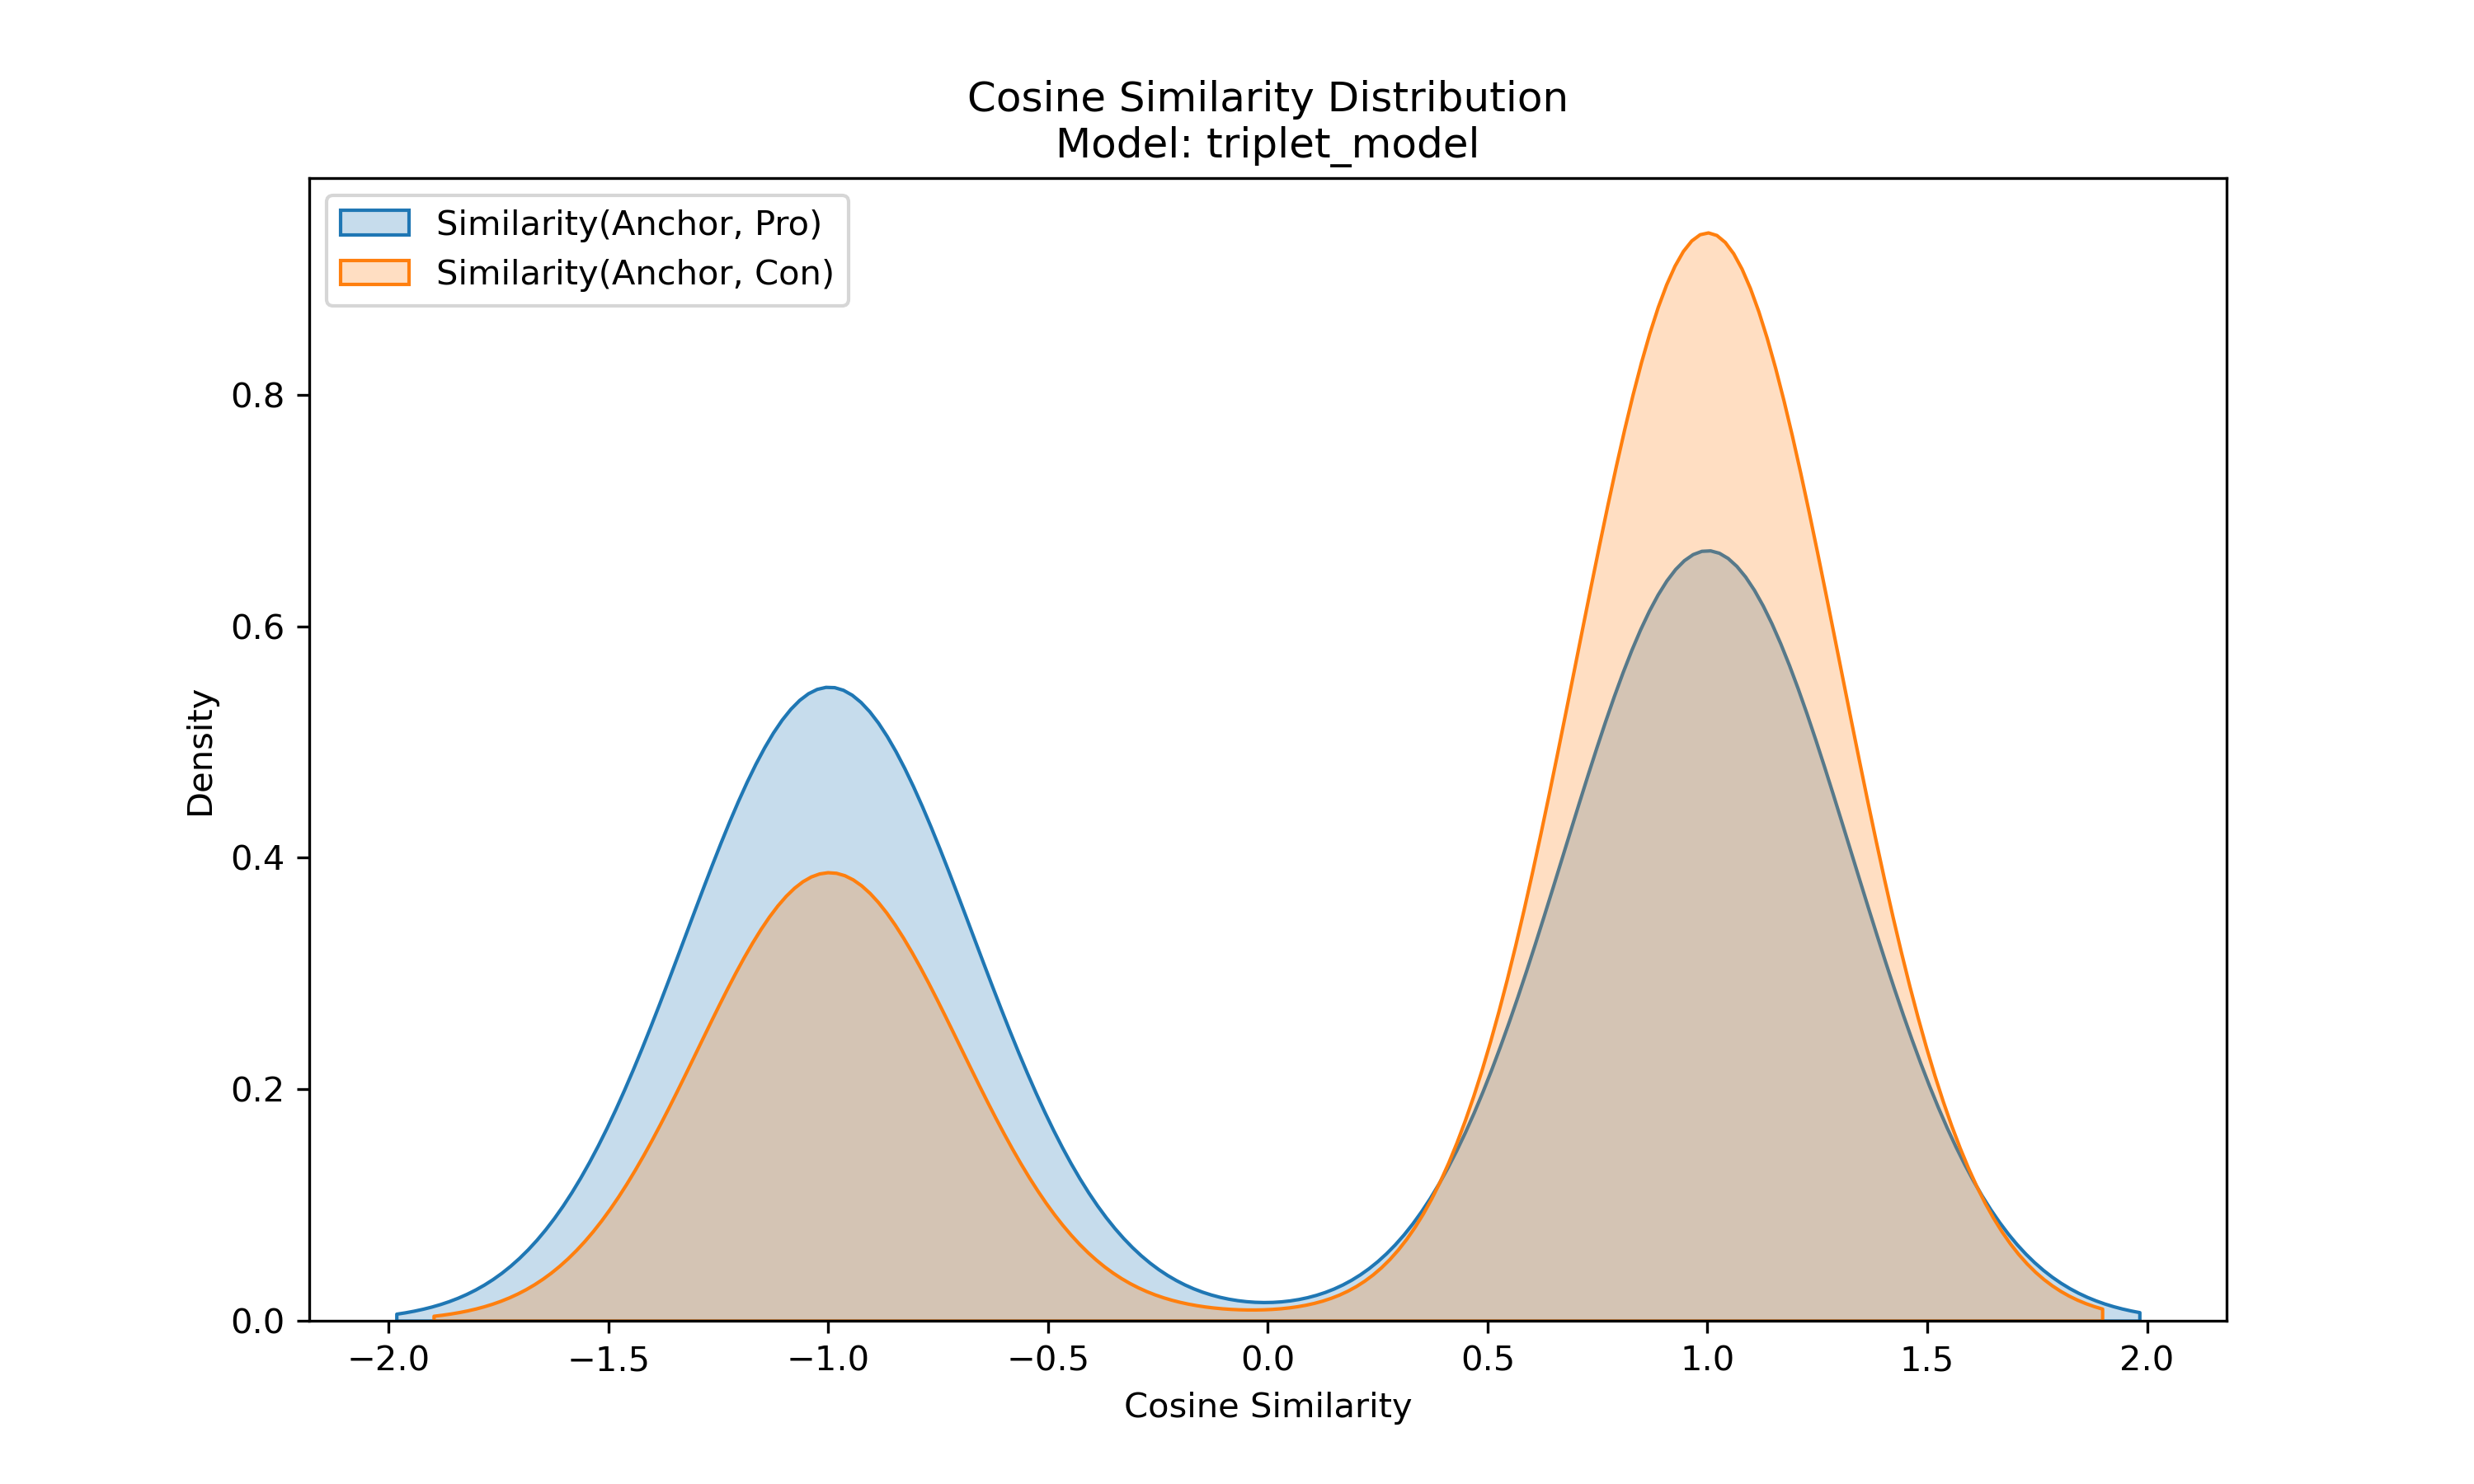 Cosine Similarity Distribution
Model: triplet_model
Similarity(Anchor, Pro)
Similarity(Anchor, Con)
Density
0.8
0.6
0.4
0.2
0.0
−2.0 −1.5 −1.0 −0.5 0.0 0.5 1.0 1.5 2.0
Cosine Similarity